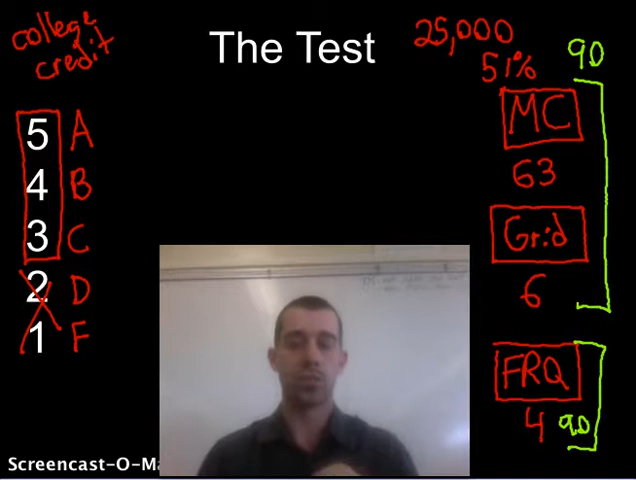 college
credit
The Test
25,000
51%
90
5 A
4 B
3 C
2 D
1 F
MC
63
Grid
6
FRQ
4 90
Screencast-O-Ma